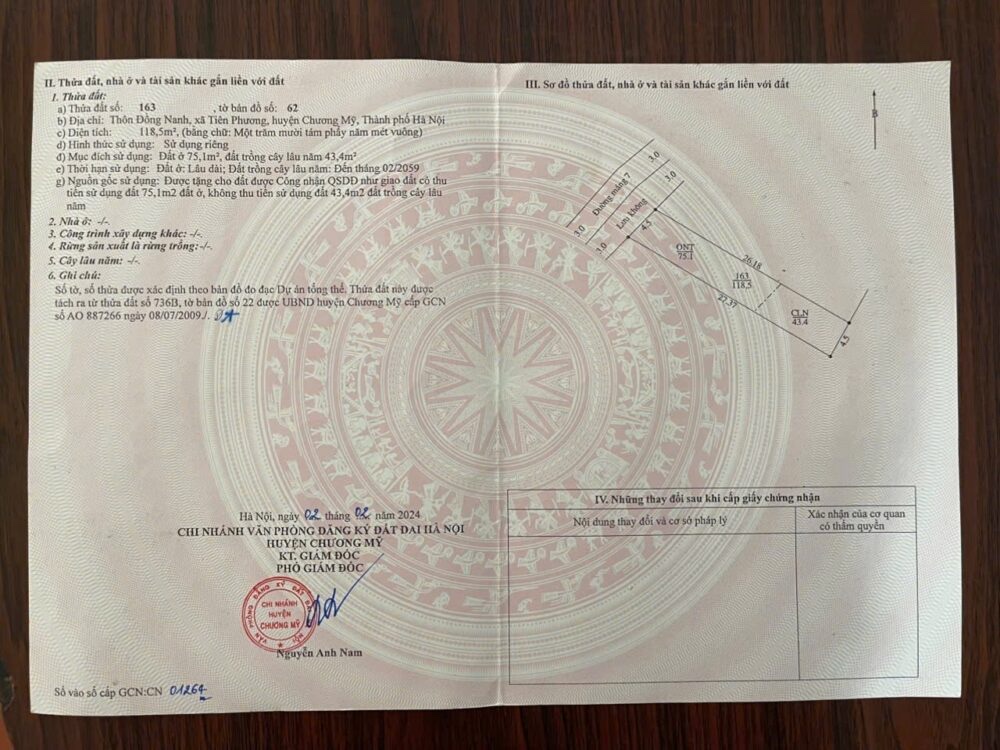 II. Thửa đất, nhà ở và tài sản khác gắn liền với đất
1. Thửa đất:
a) Thửa đất số: 163 , tờ bản đồ số: 62
b) Địa chỉ: Thôn Đồng Nanh, xã Tiên Phương, huyện Chương Mỹ, Thành phố Hà Nội
c) Diện tích: 118,5m², (bằng chữ: Một trăm mười tám phẩy năm mét vuông)
d) Hình thức sử dụng: Sử dụng riêng
đ) Mục đích sử dụng: Đất ở 75,1m², đất trồng cây lâu năm 43,4m²
e) Thời hạn sử dụng: Đất ở: Lâu dài; Đất trồng cây lâu năm: Đến tháng 02/2059
g) Nguồn gốc sử dụng: Được tặng cho đất được Công nhận QSDĐ như giao đất có thu
tiền sử dụng đất 75,1m2 đất ở, không thu tiền sử dụng đất 43,4m2 đất trồng cây lâu
năm
2. Nhà ở: -/-.
3. Công trình xây dựng khác: -/-.
4. Rừng sản xuất là rừng trồng:-/-.
5. Cây lâu năm: -/-.
6. Ghi chú:
Số tờ, số thửa được xác định theo bản đồ đo đạc Dự án tổng thể. Thửa đất này được
tách ra từ thửa đất số 736B, tờ bản đồ số 22 được UBND huyện Chương Mỹ cấp GCN
số AO 887266 ngày 08/07/2009./.
Hà Nội, ngày 02 tháng 02 năm 2024
CHI NHÁNH VĂN PHÒNG ĐĂNG KÝ ĐẤT ĐAI HÀ NỘI
HUYỆN CHƯƠNG MỸ
KT. GIÁM ĐỐC
PHÓ GIÁM ĐỐC
CHI NHÁNH
HUYỆN
CHƯƠNG MỸ
Nguyễn Anh Nam
Số vào sổ cấp GCN:CN 01264
III. Sơ đồ thửa đất, nhà ở và tài sản khác gắn liền với đất
B
3.0
Đường máng 7
3.0
3.0
Lưu không
3.0
4.5
ONT
75.1
26.18
163
118.5
27.37
CLN
43.4
4.5
IV. Những thay đổi sau khi cấp giấy chứng nhận
Nội dung thay đổi và cơ sở pháp lý
Xác nhận của cơ quan
có thẩm quyền